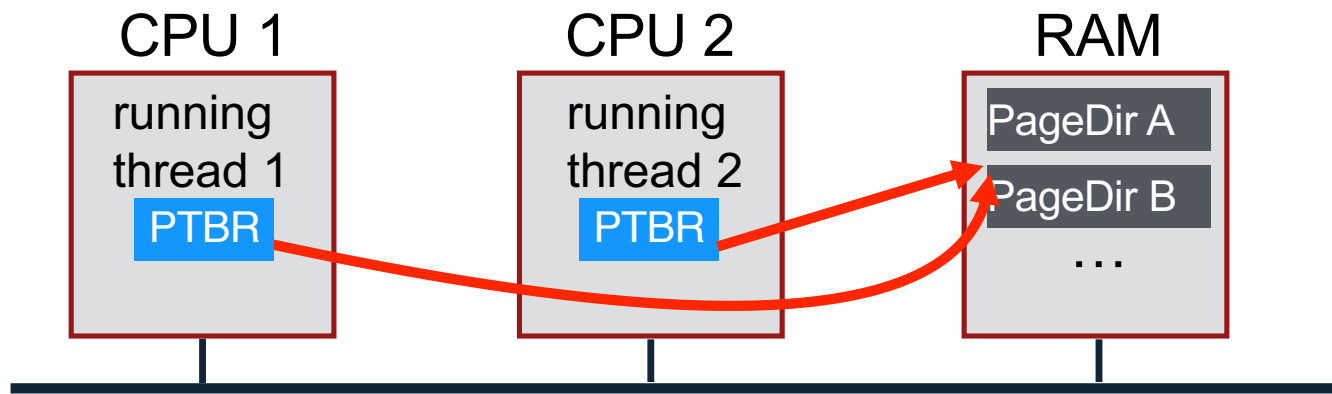 CPU 1
CPU 2
RAM
running
thread 1
PTBR
running
thread 2
PTBR
PageDir A
PageDir B
…